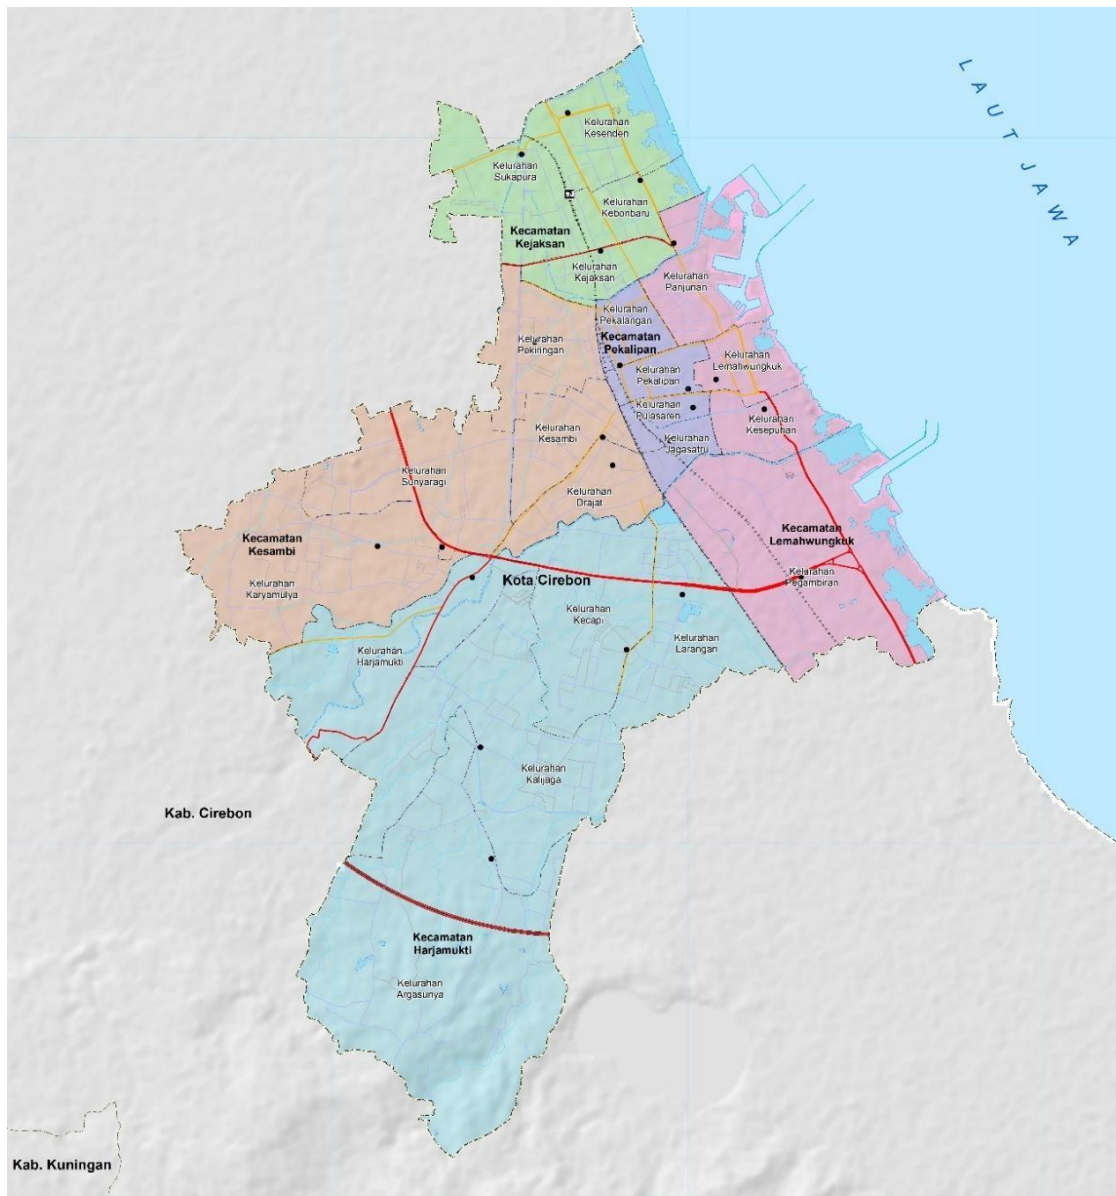 LAUT JAWA
Kelurahan
Kesenden
Kelurahan
Sukapura
Kelurahan
Kebonbaru
Kecamatan
Kejaksan
Kelurahan
Kejaksan
Kelurahan
Panjunan
Kelurahan
Pekalangan
Kecamatan
Pekalipan
Kelurahan
Pekiringan
Kelurahan
Lemahwungkuk
Kelurahan
Pekalipan
Kelurahan
Pulasaren
Kelurahan
Kesepuhan
Kelurahan
Kesambi
Kelurahan
Jagasatru
Kelurahan
Sunyaragi
Kelurahan
Drajat
Kecamatan
Lemahwungkuk
Kecamatan
Kesambi
Kelurahan
Pegambiran
Kota Cirebon
Kelurahan
Karyamulya
Kelurahan
Kecapi
Kelurahan
Larangan
Kelurahan
Harjamukti
Kelurahan
Kalijaga
Kab. Cirebon
Kecamatan
Harjamukti
Kelurahan
Argasunya
Kab. Kuningan